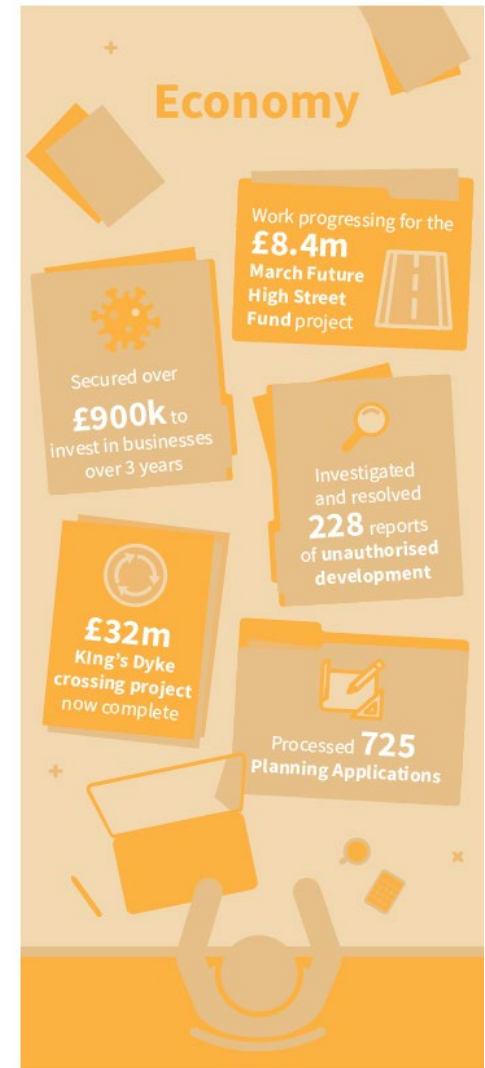 Economy
Work progressing for the
£8.4m
March Future
High Street
Fund project
Secured over
£900k to
invest in businesses
over 3 years
Investigated
and resolved
228 reports
of unauthorised
development
£32m
KIng's Dyke
crossing project
now complete
Processed 725
Planning Applications